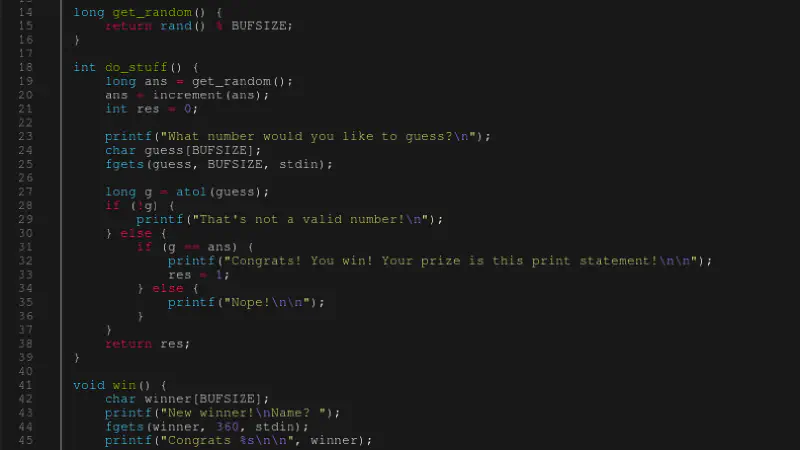 14 long get_random() {
15 return rand() % BUFSIZE;
16 }
17
18 int do_stuff() {
19 long ans = get_random();
20 ans = increment(ans);
21 int res = 0;
22
23 printf("What number would you like to guess?\n");
24 char guess[BUFSIZE];
25 fgets(guess, BUFSIZE, stdin);
26
27 long g = atol(guess);
28 if (!g) {
29 printf("That's not a valid number!\n");
30 } else {
31 if (g == ans) {
32 printf("Congrats! You win! Your prize is this print statement!\n\n");
33 res = 1;
34 } else {
35 printf("Nope!\n\n");
36 }
37 }
38 return res;
39 }
40
41 void win() {
42 char winner[BUFSIZE];
43 printf("New winner!\nName? ");
44 fgets(winner, 360, stdin);
45 printf("Congrats %s\n\n", winner);